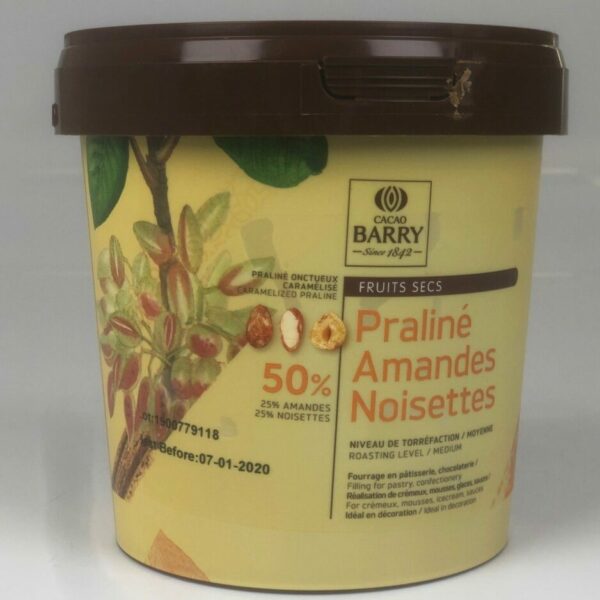 CACAO
BARRY
Since 1842
PRALINÉ ONCTUEUX
CARAMÉLISÉ
CARAMELIZED PRALINE
FRUITS SECS
Praliné
Amandes
Noisettes
50%
25% AMANDES
25% NOISETTES
NIVEAU DE TORRÉFACTION / MOYENNE
ROASTING LEVEL / MEDIUM
Fourrage en pâtisserie, chocolaterie /
Filling for pastry, confectionery
Réalisation de crémeux, mousses, glaces, sauces /
For crémeux, mousses, icecream, sauces
Idéal en décoration / Ideal in decoration
ot:1500779118
Before:07-01-2020